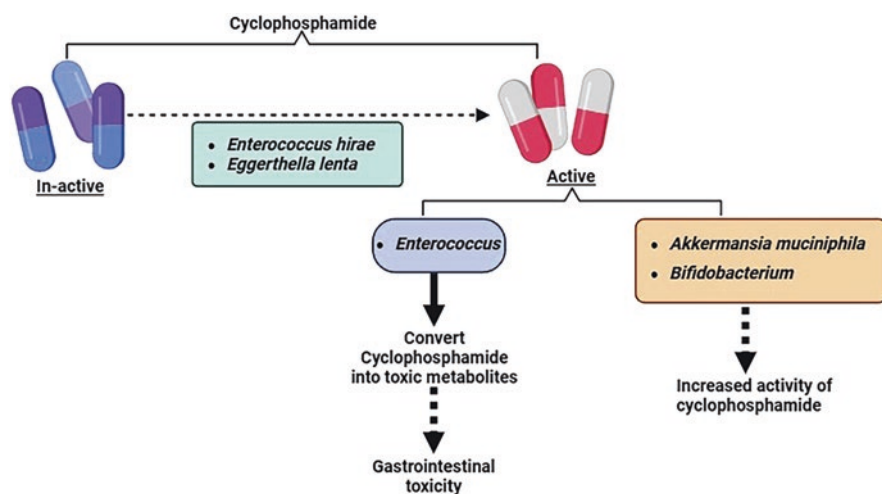 Cyclophosphamide
• Enterococcus hirae
• Eggerthella lenta
In-active
Active
• Enterococcus
• Akkermansia muciniphila
• Bifidobacterium
Convert
Cyclophosphamide
into toxic metabolites
Increased activity of
cyclophosphamide
Gastrointestinal
toxicity